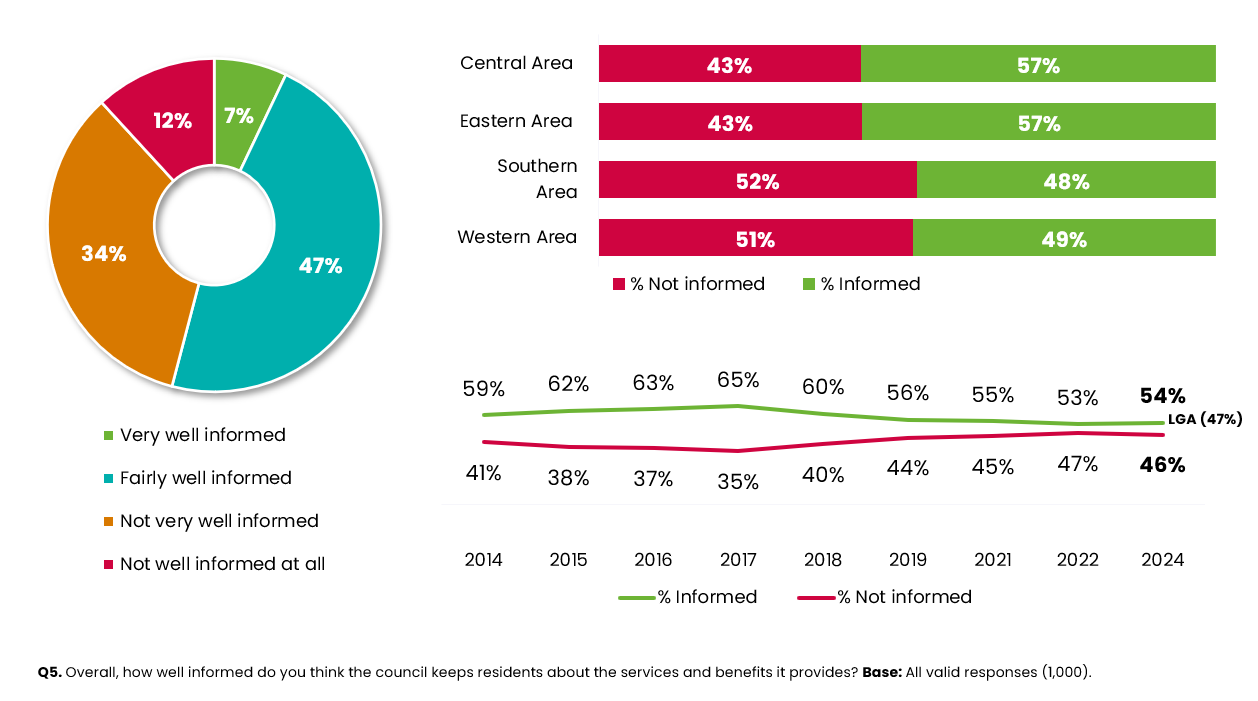 12%
7%
34%
47%
Very well informed
Fairly well informed
Not very well informed
Not well informed at all
Central Area 43% 57%
Eastern Area 43% 57%
Southern
Area 52% 48%
Western Area 51% 49%
% Not informed % Informed
59% 62% 63% 65% 60% 56% 55% 53% 54%
LGA (47%)
41% 38% 37% 35% 40% 44% 45% 47% 46%
2014 2015 2016 2017 2018 2019 2021 2022 2024
% Informed % Not informed
Q5. Overall, how well informed do you think the council keeps residents about the services and benefits it provides? Base: All valid responses (1,000).